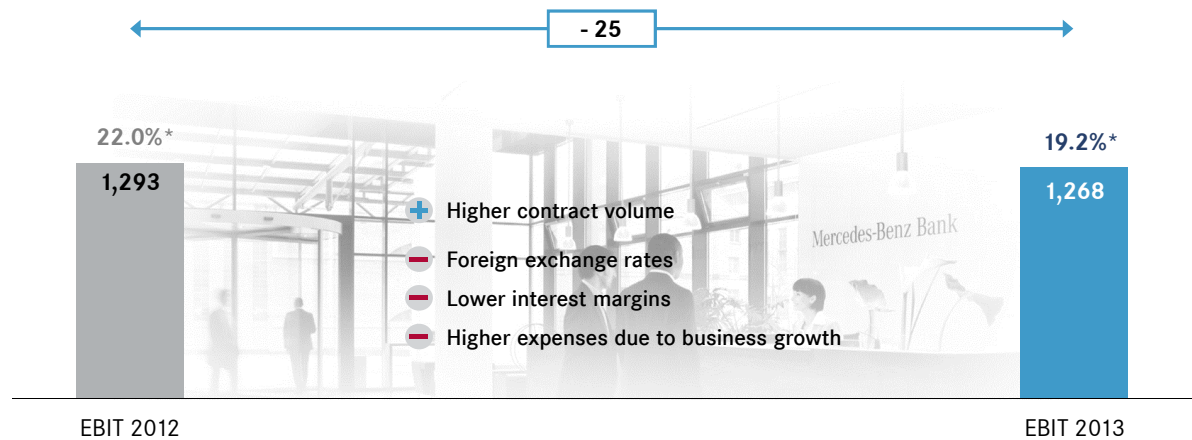 - 25
22.0%*
19.2%*
1,293
1,268
Higher contract volume
Mercedes-Benz Bank
Foreign exchange rates
Lower interest margins
Higher expenses due to business growth
EBIT 2012
EBIT 2013